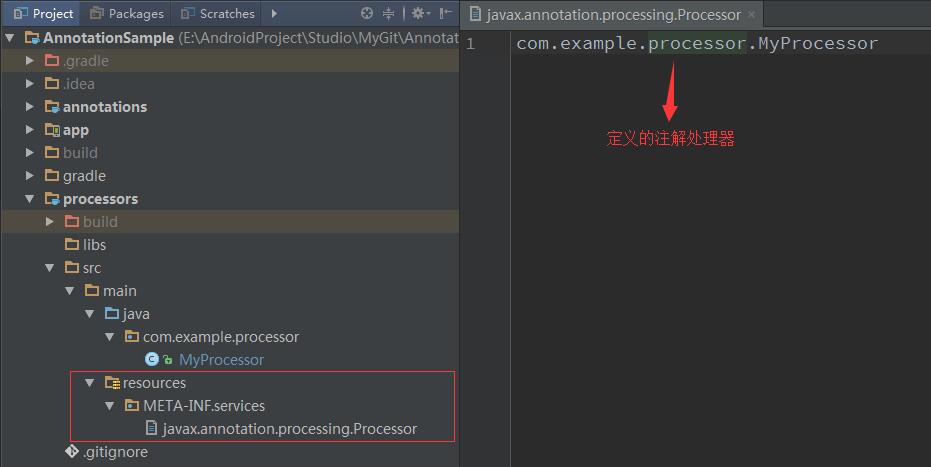 Project Packages Scratches
AnnotationSample (E:\AndroidProject\Studio\MyGit\Annotat
.gradle
.idea
annotations
app
build
gradle
processors
build
libs
src
main
java
com.example.processor
MyProcessor
resources
META-INF.services
javax.annotation.processing.Processor
.gitignore
javax.annotation.processing.Processor
1 com.example.processor.MyProcessor
定义的注解处理器